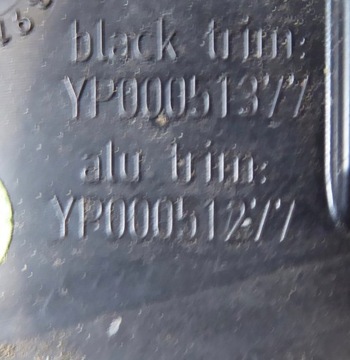 black trim:
YP00051377
alu trim:
YP00051277